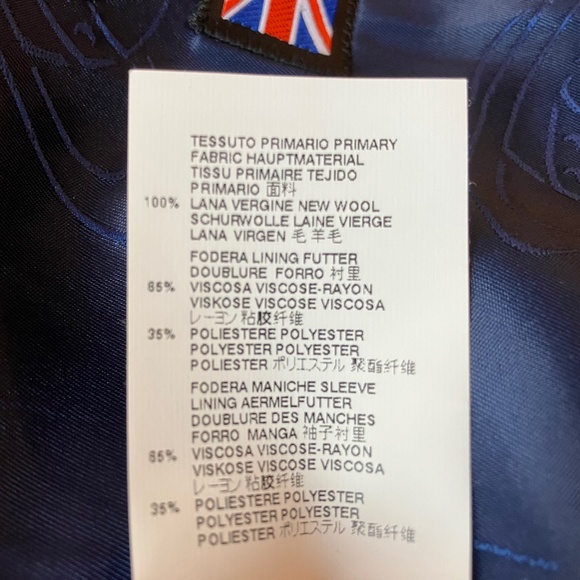 TESSUTO PRIMARIO PRIMARY
FABRIC HAUPTMATERIAL
TISSU PRIMAIRE TEJIDO
PRIMARIO 面料
100% LANA VERGINE NEW WOOL
SCHURWOLLE LAINE VIERGE
LANA VIRGEN 毛 羊毛
FODERA LINING FUTTER
DOUBLURE FORRO 衬里
65% VISCOSA VISCOSE-RAYON
VISKOSE VISCOSE VISCOSA
レーヨン 粘胶纤维
35% POLIESTERE POLYESTER
POLYESTER POLYESTER
POLIESTER ポリエステル 聚酯纤维
FODERA MANICHE SLEEVE
LINING AERMELFUTTER
DOUBLURE DES MANCHES
FORRO MANGA 袖子衬里
65% VISCOSA VISCOSE-RAYON
VISKOSE VISCOSE VISCOSA
レーヨン 粘胶纤维
35% POLIESTERE POLYESTER
POLYESTER POLYESTER
POLIESTER ポリエステル 聚酯纤维